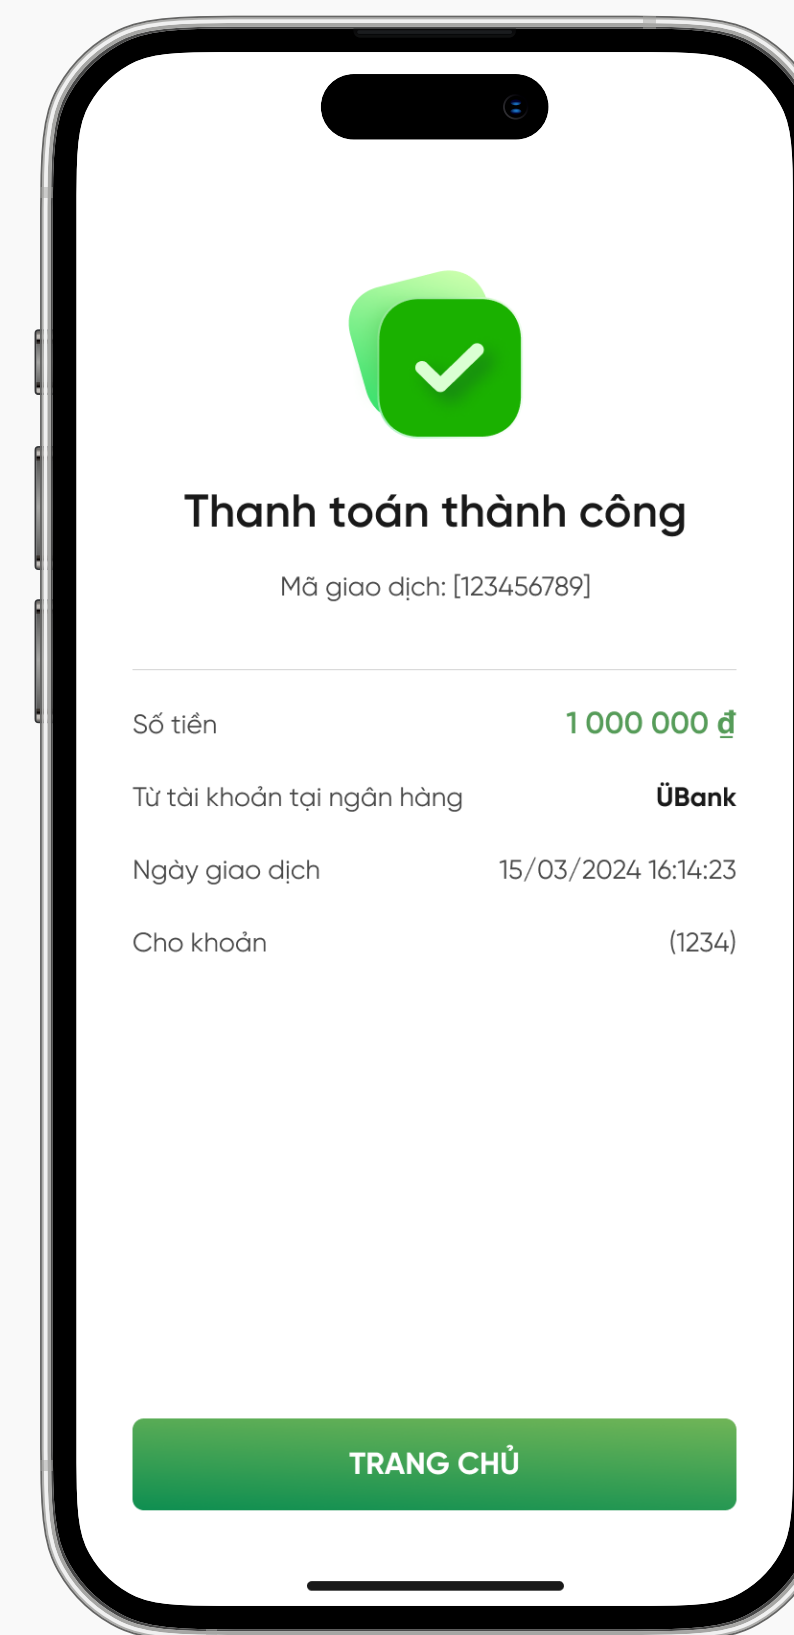 Thanh toán thành công
Mã giao dịch: [123456789]
Số tiền 1 000 000 ₫
Từ tài khoản tại ngân hàng ÜBank
Ngày giao dịch 15/03/2024 16:14:23
Cho khoản (1234)
TRANG CHỦ